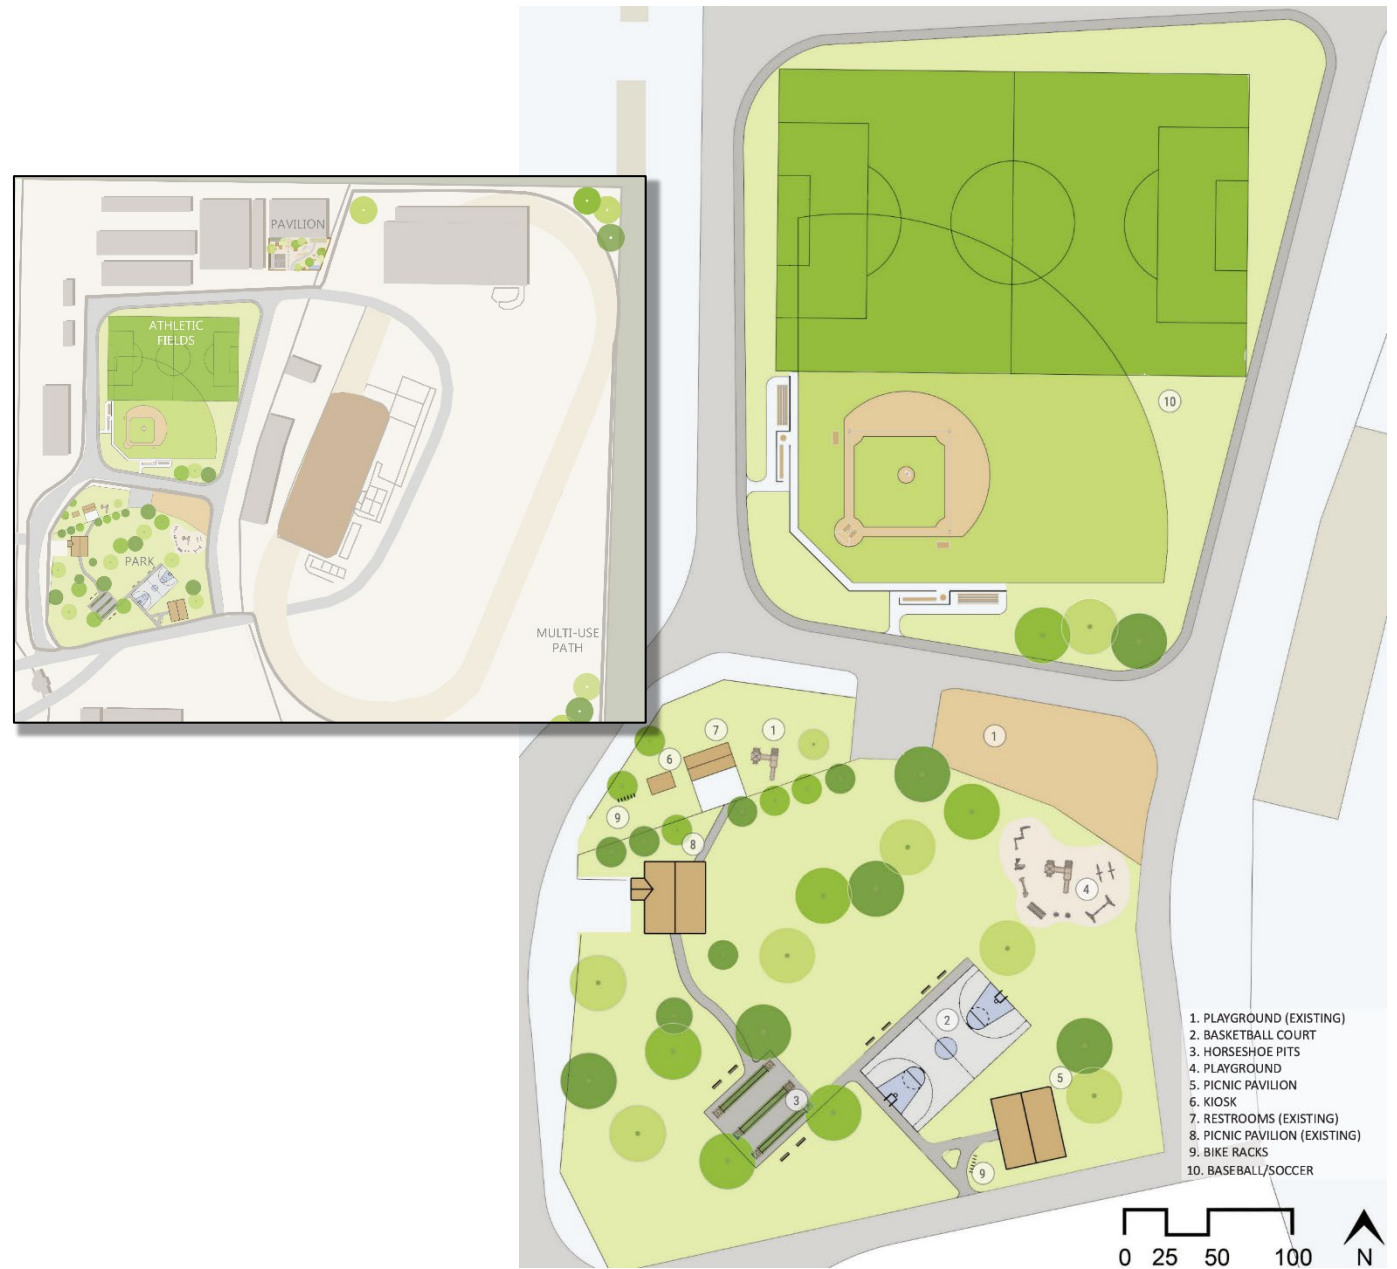 PAVILION
ATHLETIC
FIELDS
PARK
MULTI-USE
PATH
10
7
1
6
1
9
8
4
2
5
3
9
1. PLAYGROUND (EXISTING)
2. BASKETBALL COURT
3. HORSESHOE PITS
4. PLAYGROUND
5. PICNIC PAVILION
6. KIOSK
7. RESTROOMS (EXISTING)
8. PICNIC PAVILION (EXISTING)
9. BIKE RACKS
10. BASEBALL/SOCCER
0 25 50 100 N